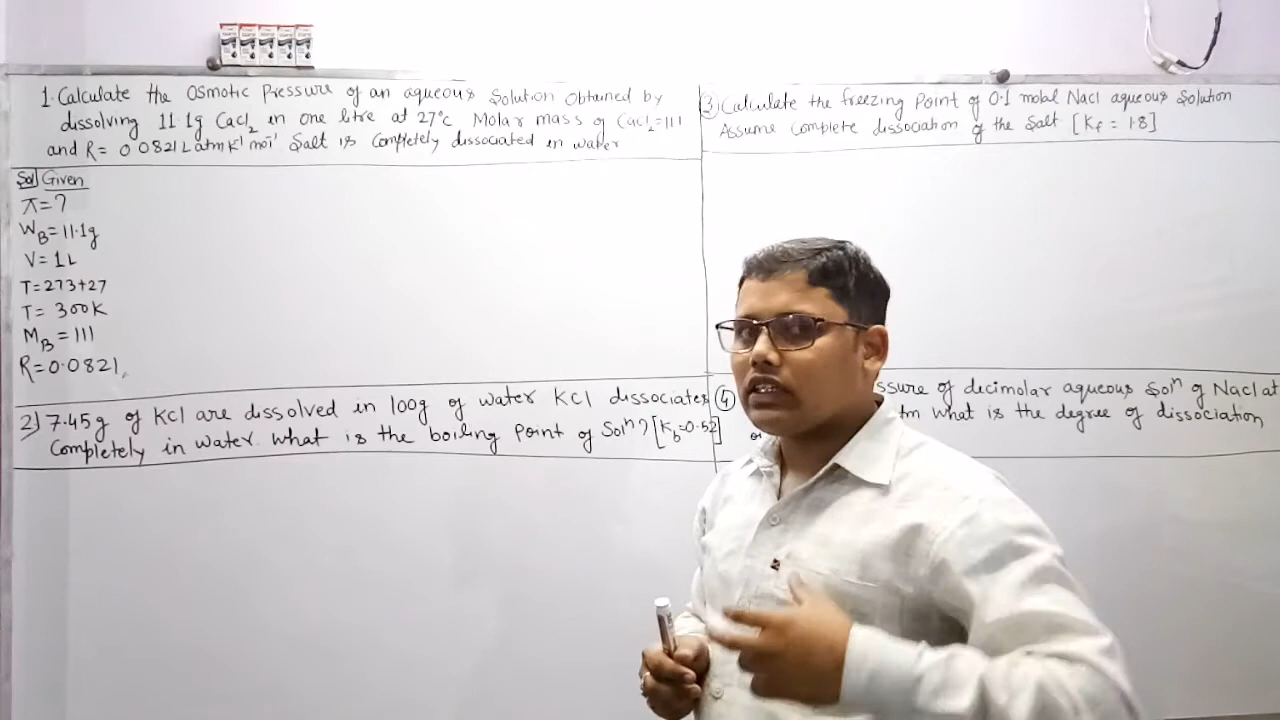 1. Calculate the Osmotic Pressure of an aqueous Solution Obtained by
dissolving 11 1g CaCl2 in one litre at 27°C Molar mass of CaCl2=111
and R= 0 0821 L atm K-1 mol-1 Salt is Completely dissociated in water
Sol Given
π=?
WB=11.1g
V=1L
T=273+27
T= 300K
MB=111
R=0.0821
2) 7.45g of KCl are dissolved in 100g of water KCl dissociates
Completely in water. what is the boiling point of Soln? [Kb=0.52]
③ Calculate the freezing Point of 0.1 molal NaCl aqueous Solution
Assume Complete dissociation of the Salt [Kf = 1.8]
④ ssure of decimolar aqueous Soln of NaCl at
tm what is the degree of dissociation